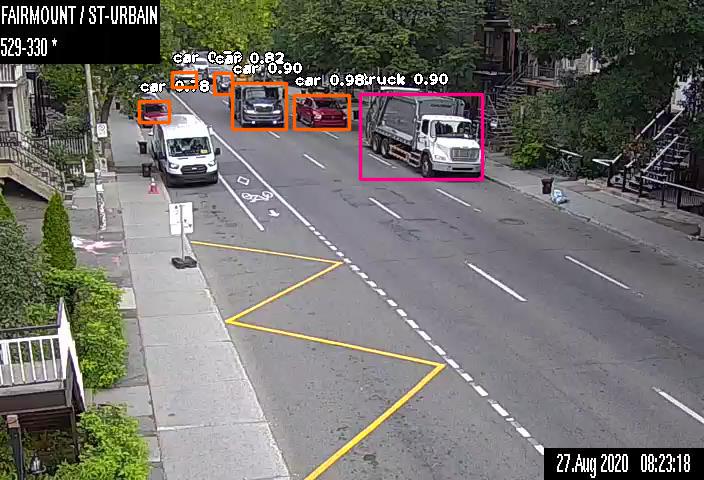 FAIRMOUNT / ST-URBAIN
529-330 *
car 0.82
car 0.90
car 0.98
truck 0.90
27.Aug 2020 08:23:18